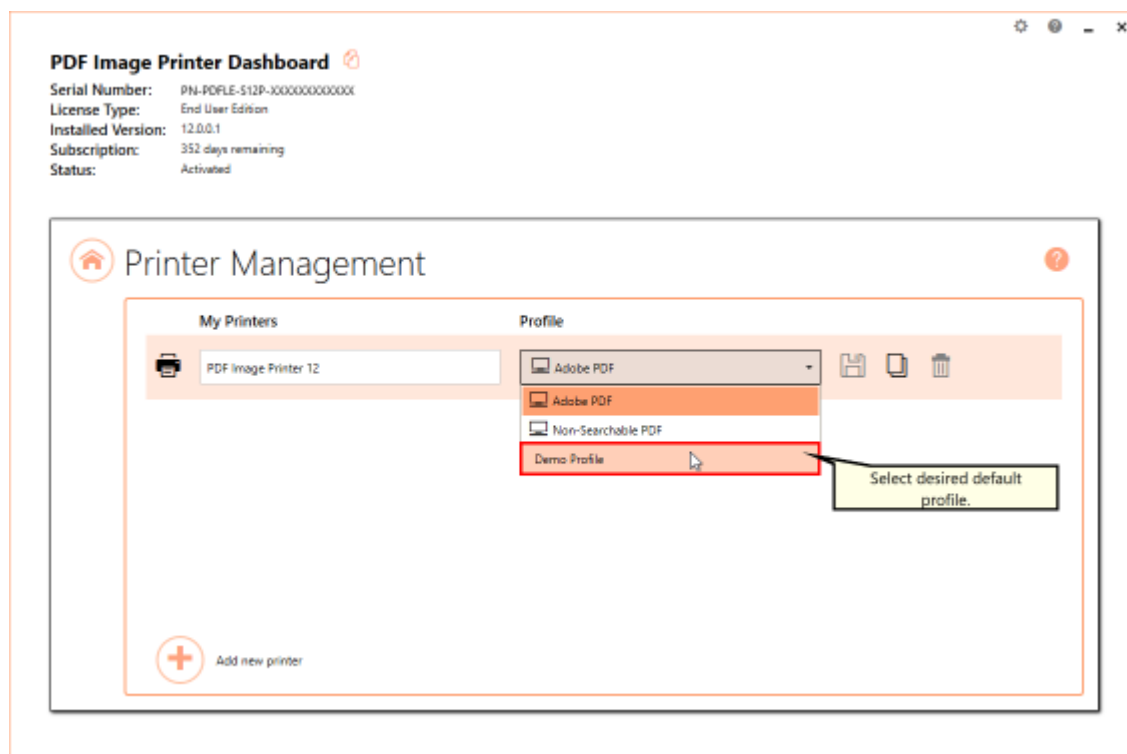 PDF Image Printer Dashboard
Serial Number: PN-PDFLE-S12P-XXXXXXXXXXXX
License Type: End User Edition
Installed Version: 12.0.0.1
Subscription: 352 days remaining
Status: Activated
Printer Management
?
My Printers Profile
PDF Image Printer 12 Adobe PDF
Adobe PDF
Non-Searchable PDF
Demo Profile
Select desired default
profile.
Add new printer